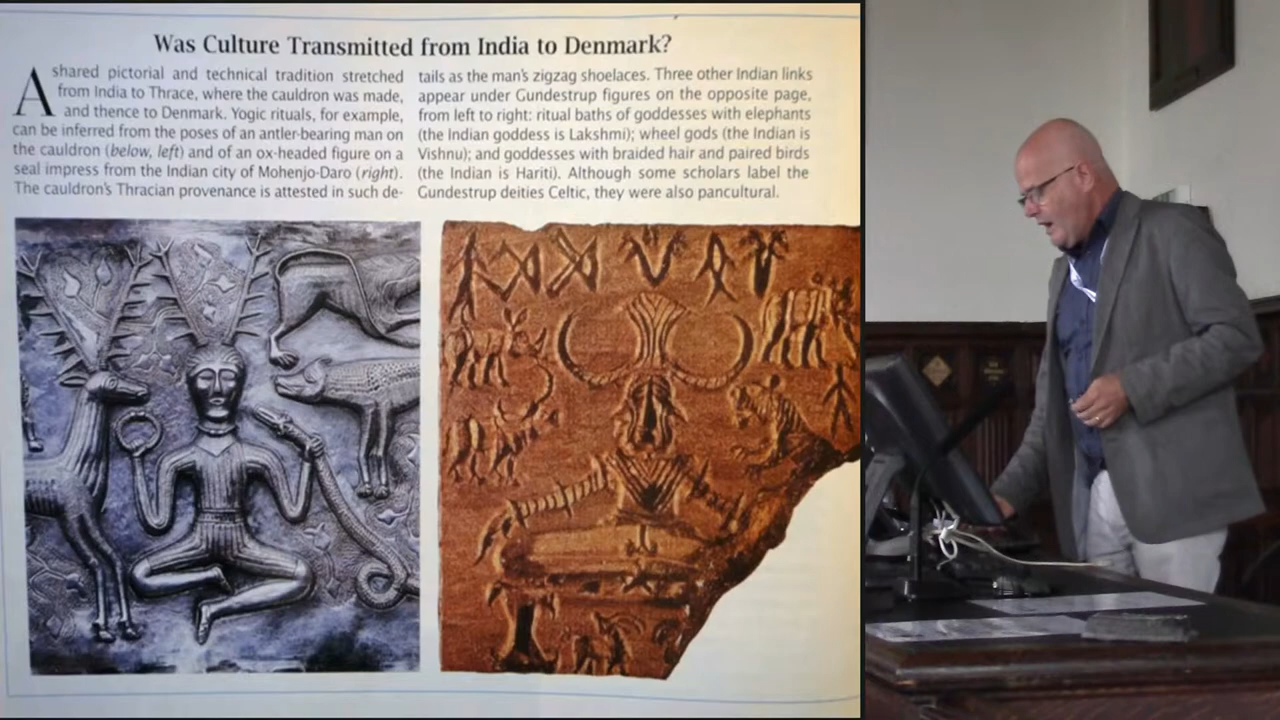 Was Culture Transmitted from India to Denmark?
A shared pictorial and technical tradition stretched
from India to Thrace, where the cauldron was made,
and thence to Denmark. Yogic rituals, for example,
can be inferred from the poses of an antler-bearing man on
the cauldron (below, left) and of an ox-headed figure on a
seal impress from the Indian city of Mohenjo-Daro (right).
The cauldron's Thracian provenance is attested in such de-
tails as the man's zigzag shoelaces. Three other Indian links
appear under Gundestrup figures on the opposite page,
from left to right: ritual baths of goddesses with elephants
(the Indian goddess is Lakshmi); wheel gods (the Indian is
Vishnu); and goddesses with braided hair and paired birds
(the Indian is Hariti). Although some scholars label the
Gundestrup deities Celtic, they were also pancultural.